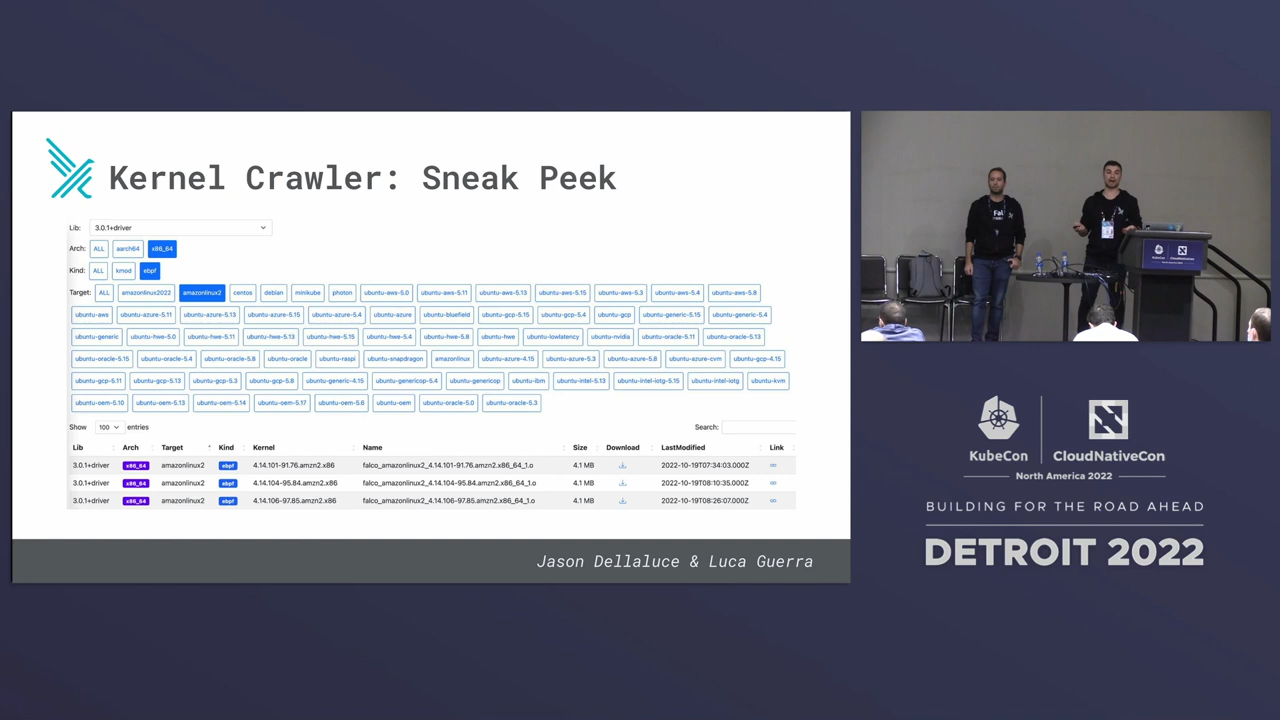 Kernel Crawler: Sneak Peek
Lib: 3.0.1+driver
Arch: ALL aarch64 x86_64
Kind: ALL kmod ebpf
Target: ALL amazonlinux2022 amazonlinux2 centos debian minikube photon ubuntu-aws-5.0 ubuntu-aws-5.11 ubuntu-aws-5.13 ubuntu-aws-5.15 ubuntu-aws-5.3 ubuntu-aws-5.4 ubuntu-aws-5.8
ubuntu-aws ubuntu-azure-5.11 ubuntu-azure-5.13 ubuntu-azure-5.15 ubuntu-azure-5.4 ubuntu-azure ubuntu-bluefield ubuntu-gcp-5.15 ubuntu-gcp-5.4 ubuntu-gcp ubuntu-generic-5.15 ubuntu-generic-5.4
ubuntu-generic ubuntu-hwe-5.0 ubuntu-hwe-5.11 ubuntu-hwe-5.13 ubuntu-hwe-5.15 ubuntu-hwe-5.4 ubuntu-hwe-5.8 ubuntu-hwe ubuntu-lowlatency ubuntu-nvidia ubuntu-oracle-5.11 ubuntu-oracle-5.13
ubuntu-oracle-5.15 ubuntu-oracle-5.4 ubuntu-oracle-5.8 ubuntu-oracle ubuntu-raspi ubuntu-snapdragon amazonlinux ubuntu-azure-4.15 ubuntu-azure-5.3 ubuntu-azure-5.8 ubuntu-azure-cvm ubuntu-gcp-4.15
ubuntu-gcp-5.11 ubuntu-gcp-5.13 ubuntu-gcp-5.3 ubuntu-gcp-5.8 ubuntu-generic-4.15 ubuntu-genericop-5.4 ubuntu-genericop ubuntu-ibm ubuntu-intel-5.13 ubuntu-intel-iotg-5.15 ubuntu-intel-iotg ubuntu-kvm
ubuntu-oem-5.10 ubuntu-oem-5.13 ubuntu-oem-5.14 ubuntu-oem-5.17 ubuntu-oem-5.6 ubuntu-oem ubuntu-oracle-5.0 ubuntu-oracle-5.3
Show 100 entries Search:
Lib Arch Target Kind Kernel Name Size Download LastModified Link
3.0.1+driver x86_64 amazonlinux2 ebpf 4.14.101-91.76.amzn2.x86 falco_amazonlinux2_4.14.101-91.76.amzn2.x86_64_1.o 4.1 MB 2022-10-19T07:34:03.000Z
3.0.1+driver x86_64 amazonlinux2 ebpf 4.14.104-95.84.amzn2.x86 falco_amazonlinux2_4.14.104-95.84.amzn2.x86_64_1.o 4.1 MB 2022-10-19T08:10:35.000Z
3.0.1+driver x86_64 amazonlinux2 ebpf 4.14.106-97.85.amzn2.x86 falco_amazonlinux2_4.14.106-97.85.amzn2.x86_64_1.o 4.1 MB 2022-10-19T08:26:07.000Z
Jason Dellaluce & Luca Guerra
KubeCon CloudNativeCon
North America 2022
BUILDING FOR THE ROAD AHEAD
DETROIT 2022